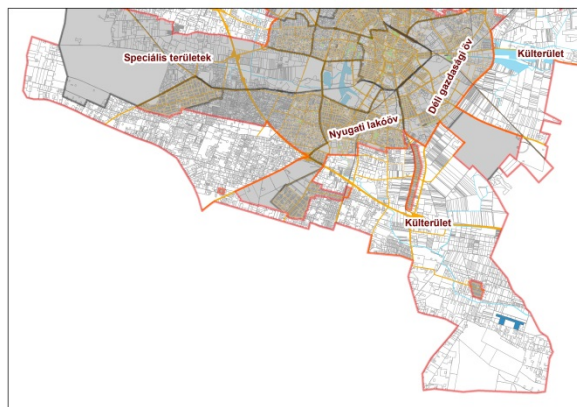 Speciális területek
Külterület
Déli gazdasági öv
Nyugati lakóöv
Külterület